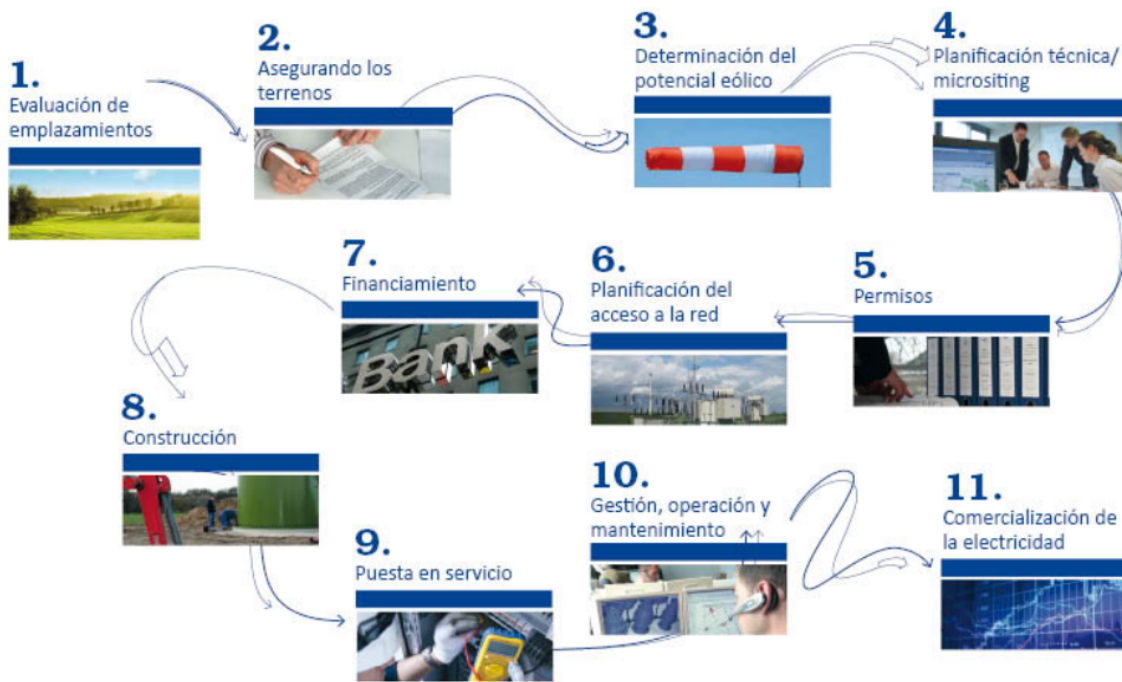 1.
Evaluación de
emplazamientos
2.
Asegurando los
terrenos
3.
Determinación del
potencial eólico
4.
Planificación técnica/
micrositing
5.
Permisos
6.
Planificación del
acceso a la red
7.
Financiamiento
Bank
8.
Construcción
9.
Puesta en servicio
10.
Gestión, operación y
mantenimiento
11.
Comercialización de
la electricidad